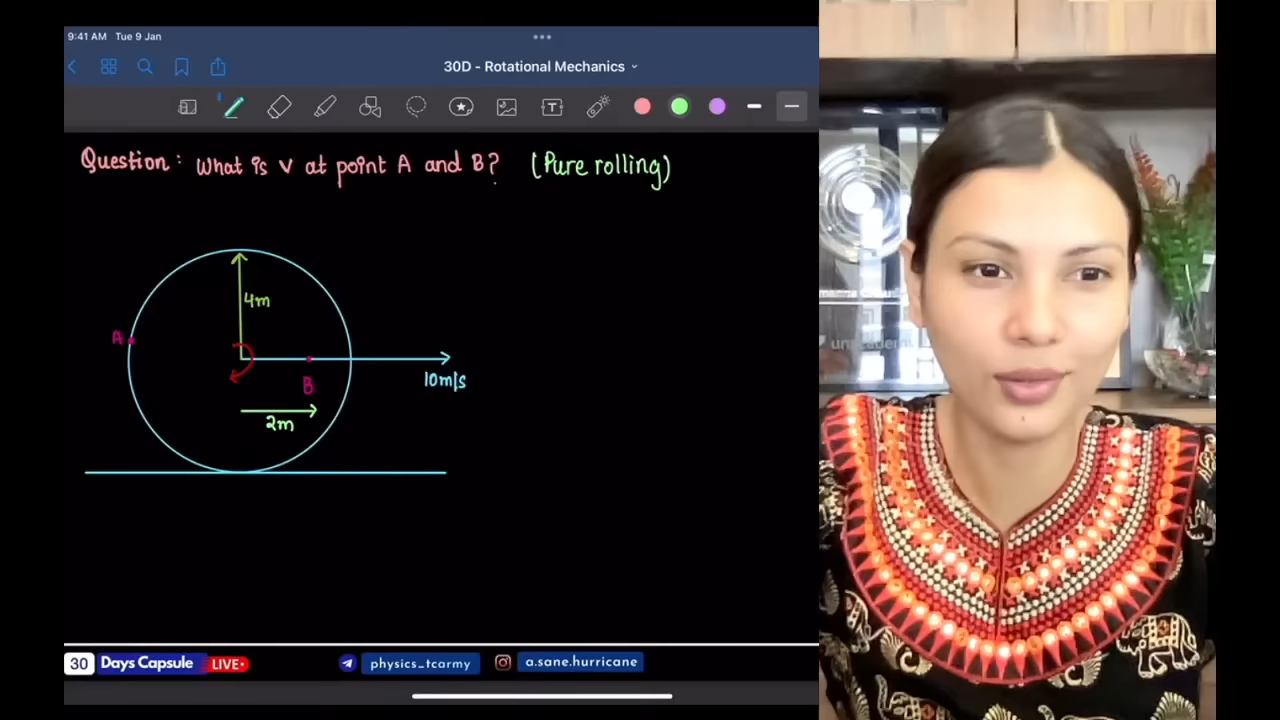 9:41 AM Tue 9 Jan
30D - Rotational Mechanics
Question: What is v at point A and B? (Pure rolling)
4m
A
B
10m/s
2m
30 Days Capsule LIVE
physics_tcarmy
a.sane.hurricane